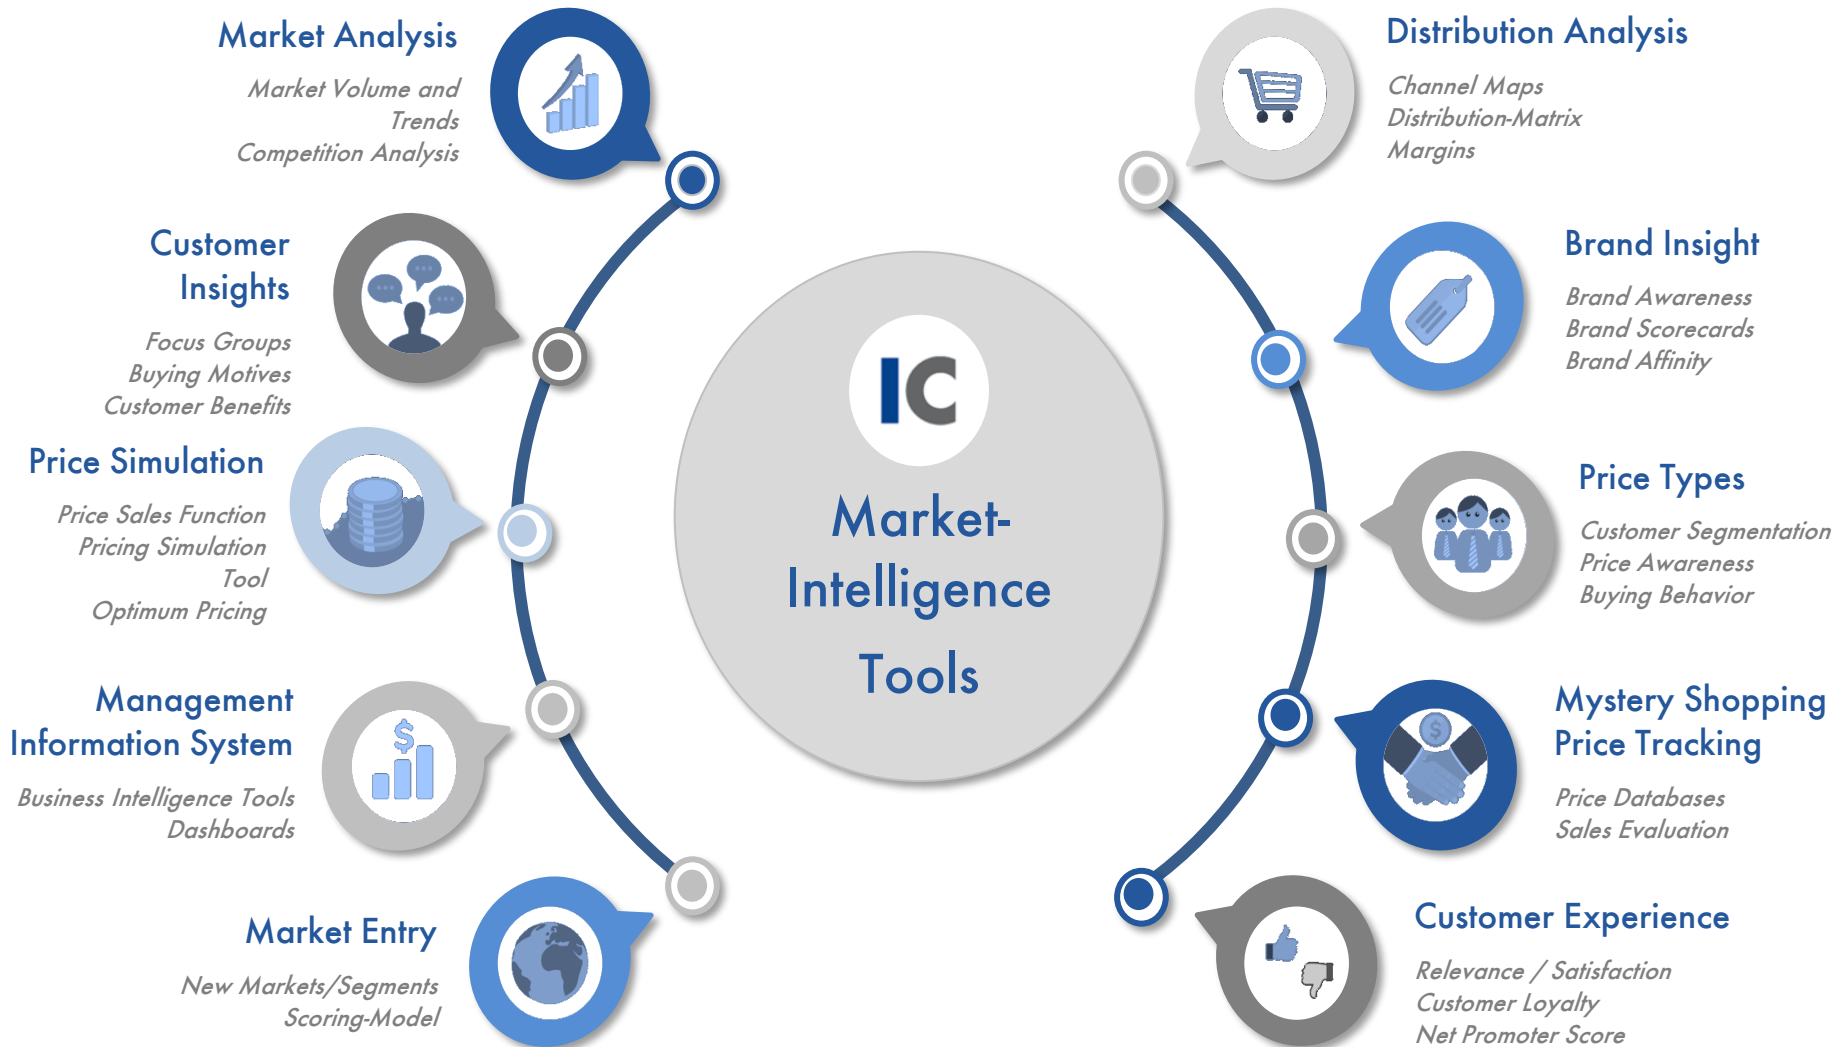 Market Analysis
Market Volume and
Trends
Competition Analysis
Customer
Insights
Focus Groups
Buying Motives
Customer Benefits
Price Simulation
Price Sales Function
Pricing Simulation
Tool
Optimum Pricing
Management
Information System
$
Business Intelligence Tools
Dashboards
Market Entry
New Markets/Segments
Scoring-Model
IC
Market-
Intelligence
Tools
Distribution Analysis
Channel Maps
Distribution-Matrix
Margins
Brand Insight
Brand Awareness
Brand Scorecards
Brand Affinity
Price Types
Customer Segmentation
Price Awareness
Buying Behavior
Mystery Shopping
Price Tracking
$
Price Databases
Sales Evaluation
Customer Experience
Relevance / Satisfaction
Customer Loyalty
Net Promoter Score